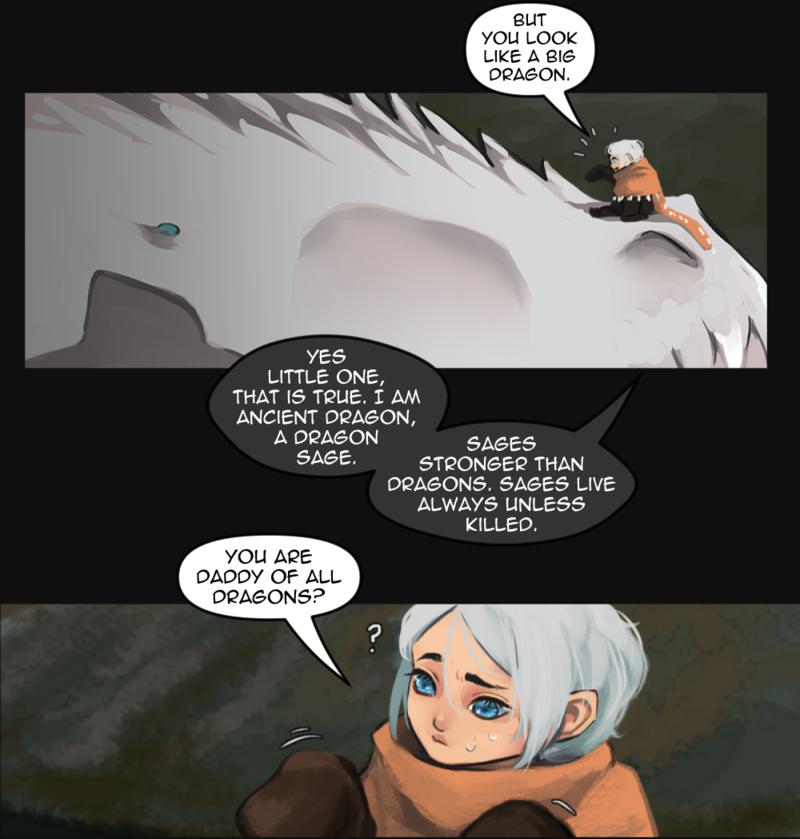 BUT
YOU LOOK
LIKE A BIG
DRAGON.
YES
LITTLE ONE,
THAT IS TRUE. I AM
ANCIENT DRAGON,
A DRAGON
SAGE.
SAGES
STRONGER THAN
DRAGONS. SAGES LIVE
ALWAYS UNLESS
KILLED.
YOU ARE
DADDY OF ALL
DRAGONS?
?